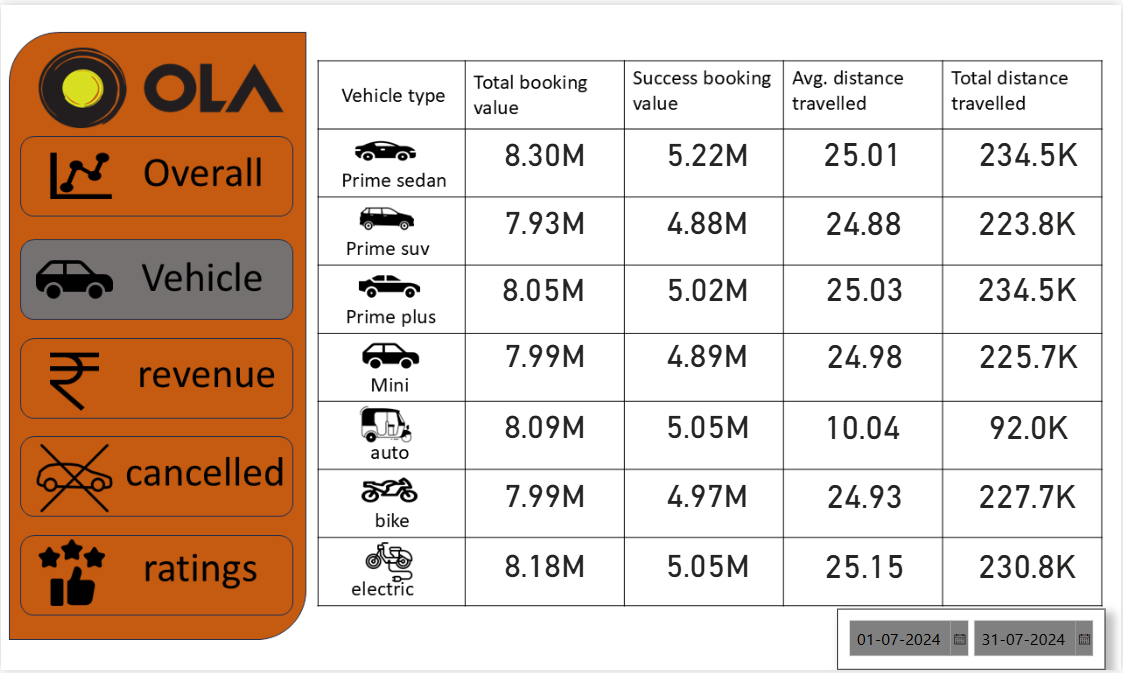 OLA
Overall
Vehicle
revenue
cancelled
ratings
Vehicle type
Total booking
value
Success booking
value
Avg. distance
travelled
Total distance
travelled
Prime sedan
8.30M
5.22M
25.01
234.5K
Prime suv
7.93M
4.88M
24.88
223.8K
Prime plus
8.05M
5.02M
25.03
234.5K
Mini
7.99M
4.89M
24.98
225.7K
auto
8.09M
5.05M
10.04
92.0K
bike
7.99M
4.97M
24.93
227.7K
electric
8.18M
5.05M
25.15
230.8K
01-07-2024
31-07-2024